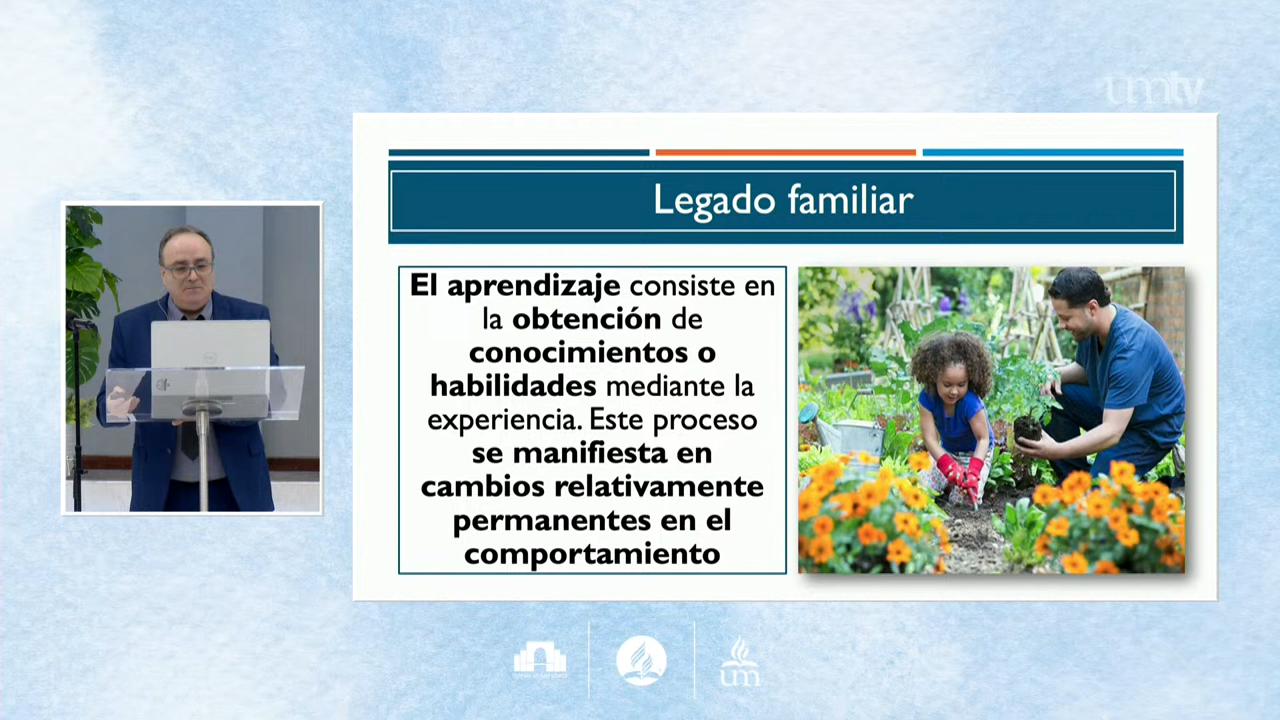 umtv
Legado familiar
El aprendizaje consiste en
la obtención de
conocimientos o
habilidades mediante la
experiencia. Este proceso
se manifiesta en
cambios relativamente
permanentes en el
comportamiento
um